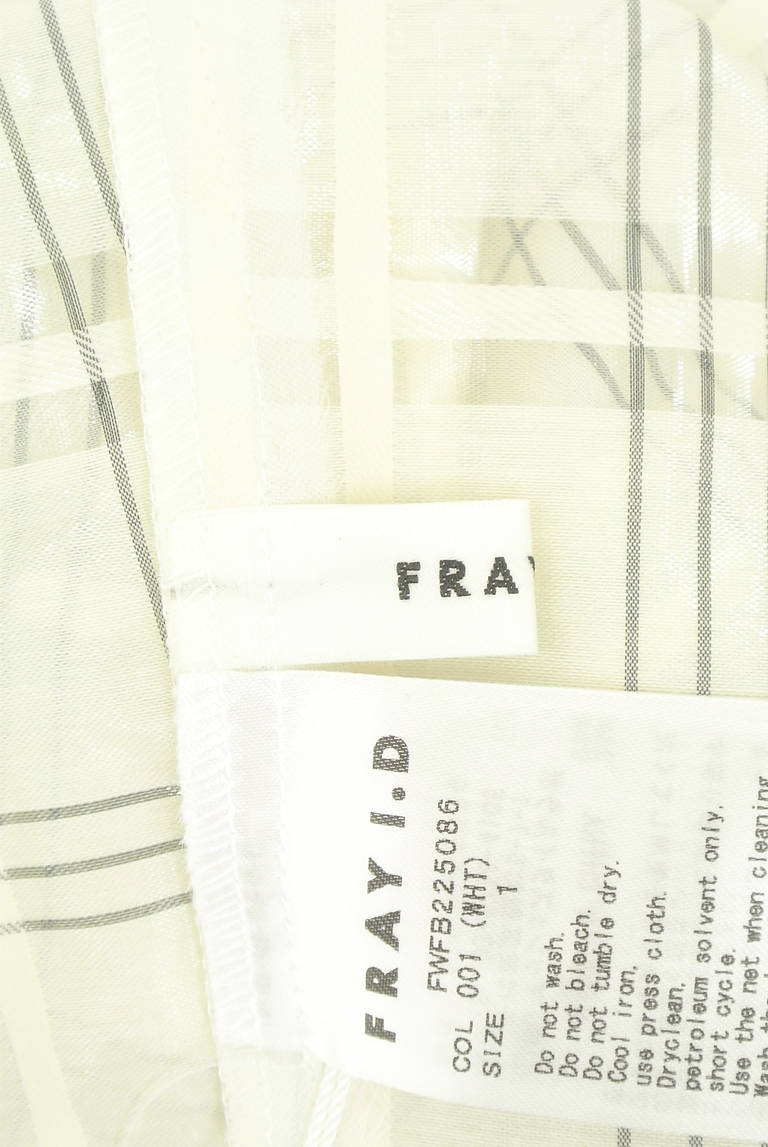 FRA
FRAY I.D
FWFB225086
COL 001 (WHT)
SIZE 1
Do not wash.
Do not bleach.
Do not tumble dry.
Cool iron,
use press cloth.
Dryclean,
petroleum solvent only,
short cycle.
Use the net when cleaning